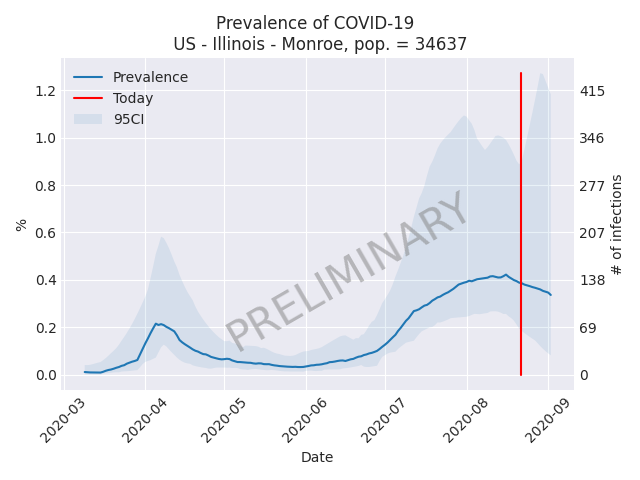 Prevalence of COVID-19
US - Illinois - Monroe, pop. = 34637
Prevalence
Today
95CI
PRELIMINARY
%
1.2
1.0
0.8
0.6
0.4
0.2
0.0
415
346
277
207
138
69
0
# of infections
2020-03
2020-04
2020-05
2020-06
2020-07
2020-08
2020-09
Date